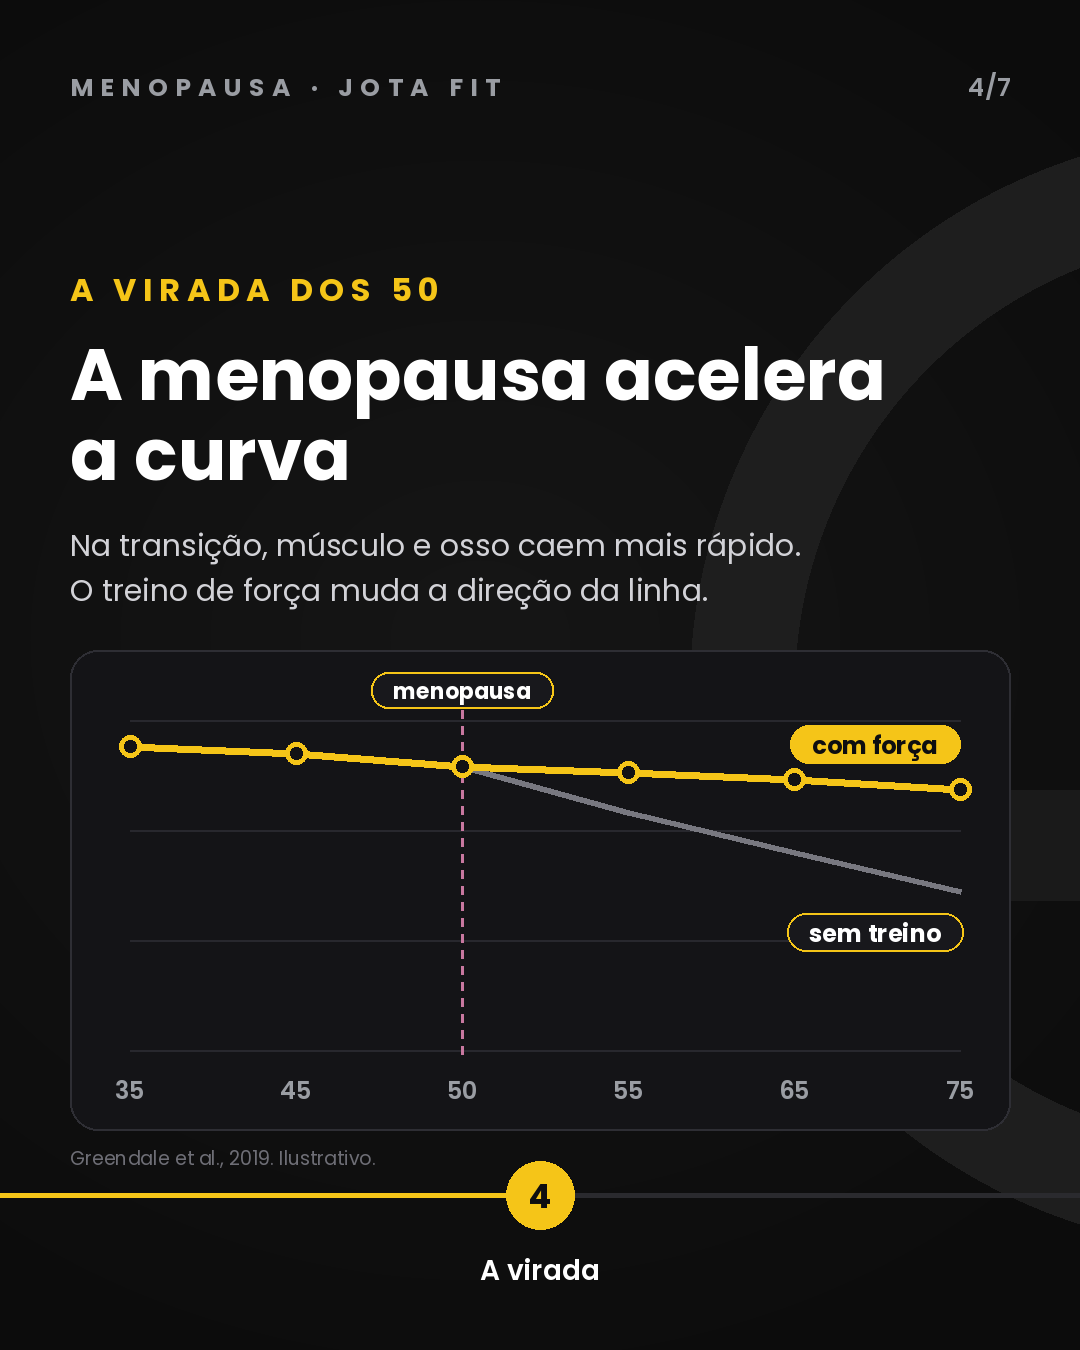 MENOPAUSA · JOTA FIT
4/7
A VIRADA DOS 50
A menopausa acelera
a curva
Na transição, músculo e osso caem mais rápido.
O treino de força muda a direção da linha.
menopausa
com força
sem treino
35 45 50 55 65 75
Greendale et al., 2019. Ilustrativo.
4
A virada